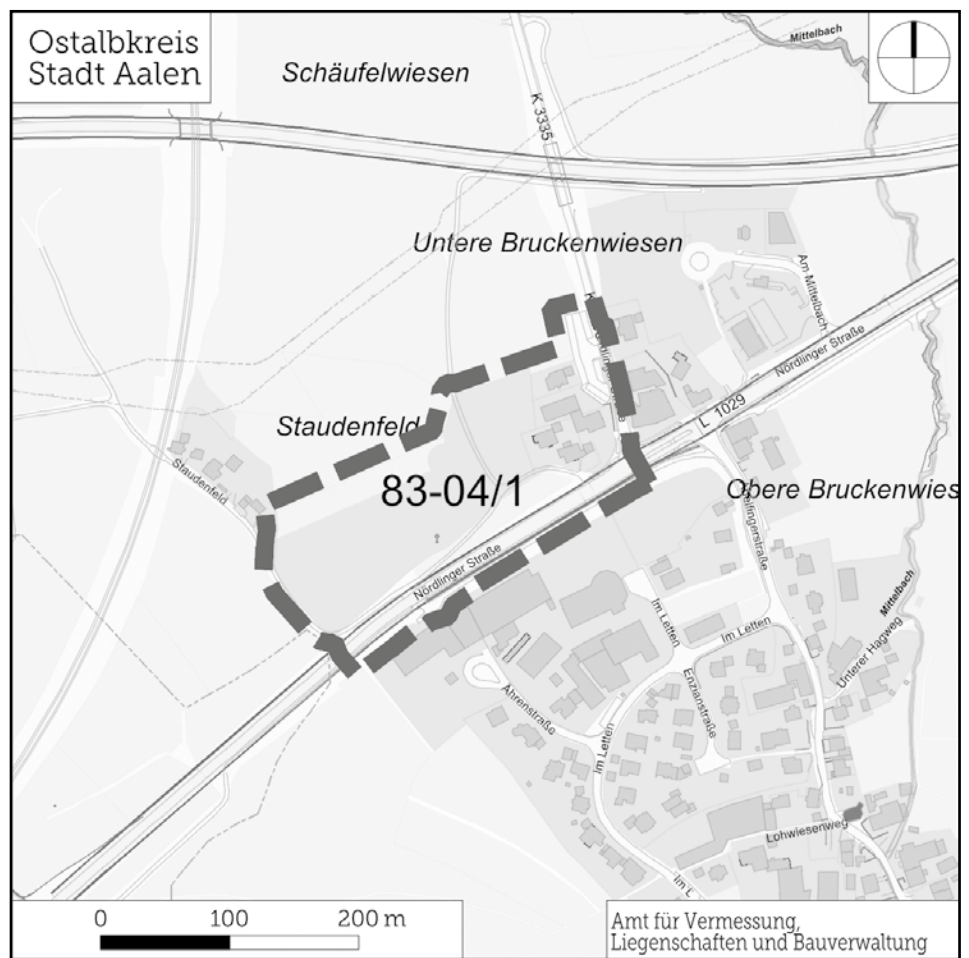 Ostalbkreis
Stadt Aalen
Schäufelwiesen
Mittelbach
K 3335
Untere Bruckenwiesen
Am Mittelbach
Nördlinger Straße
L 1029
Staudenfeld
Staudenfeld
83-04/1
Obere Bruckenwies
Nördlinger Straße
Mittelbach
Im Letten
Im Letten
Unterer Hagweg
Enzianstraße
Ahrenstraße
Im Letten
Lohwiesenweg
Im L
0 100 200 m
Amt für Vermessung,
Liegenschaften und Bauverwaltung